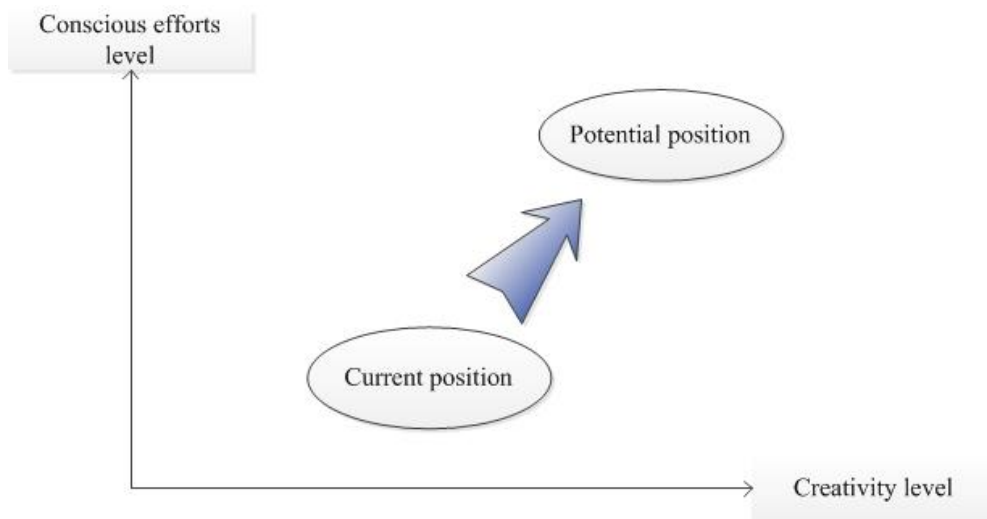 Conscious efforts
level
Potential position
Current position
Creativity level